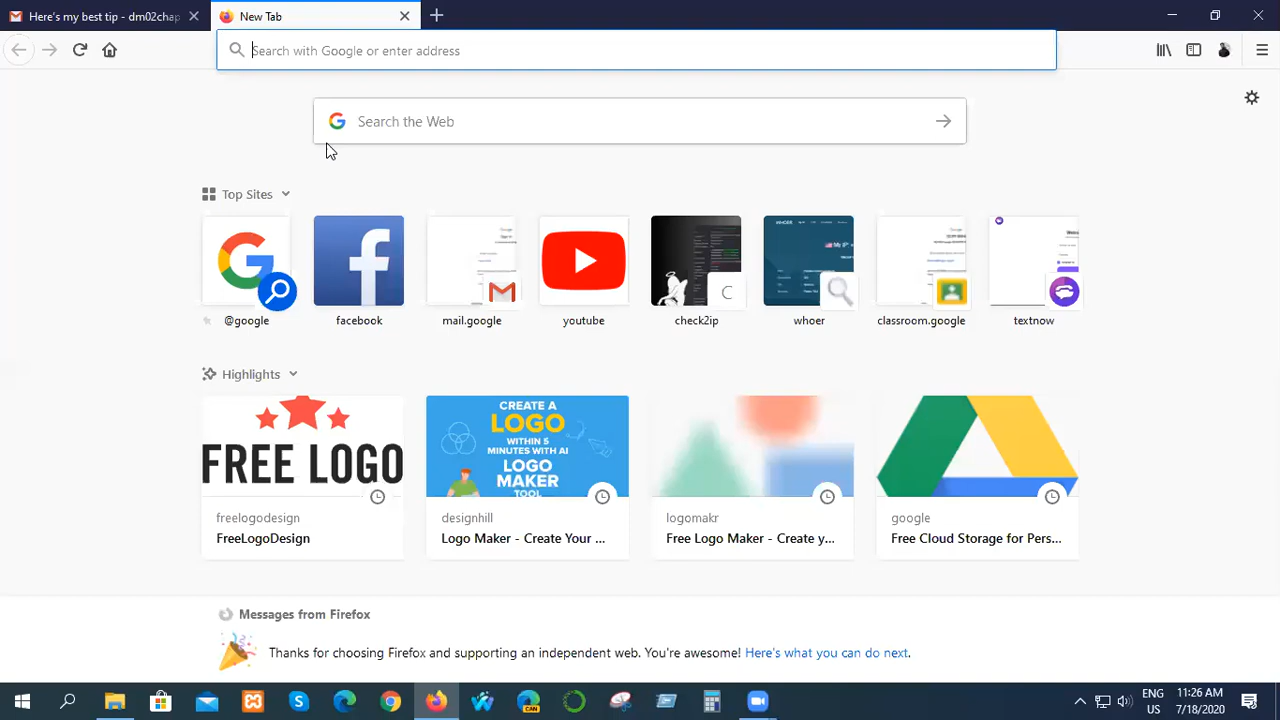 Here's my best tip - dm02chap
New Tab
Search with Google or enter address
Search the Web
Top Sites
@google
facebook
mail.google
youtube
check2ip
whoer
classroom.google
textnow
Highlights
FREE LOGO
CREATE A
LOGO
WITHIN 5
MINUTES WITH AI
LOGO
MAKER
TOOL
freelogodesign
FreeLogoDesign
designhill
Logo Maker - Create Your ...
logomakr
Free Logo Maker - Create y...
google
Free Cloud Storage for Pers...
Messages from Firefox
Thanks for choosing Firefox and supporting an independent web. You're awesome! Here's what you can do next.
CAN
ENG
US
11:26 AM
7/18/2020